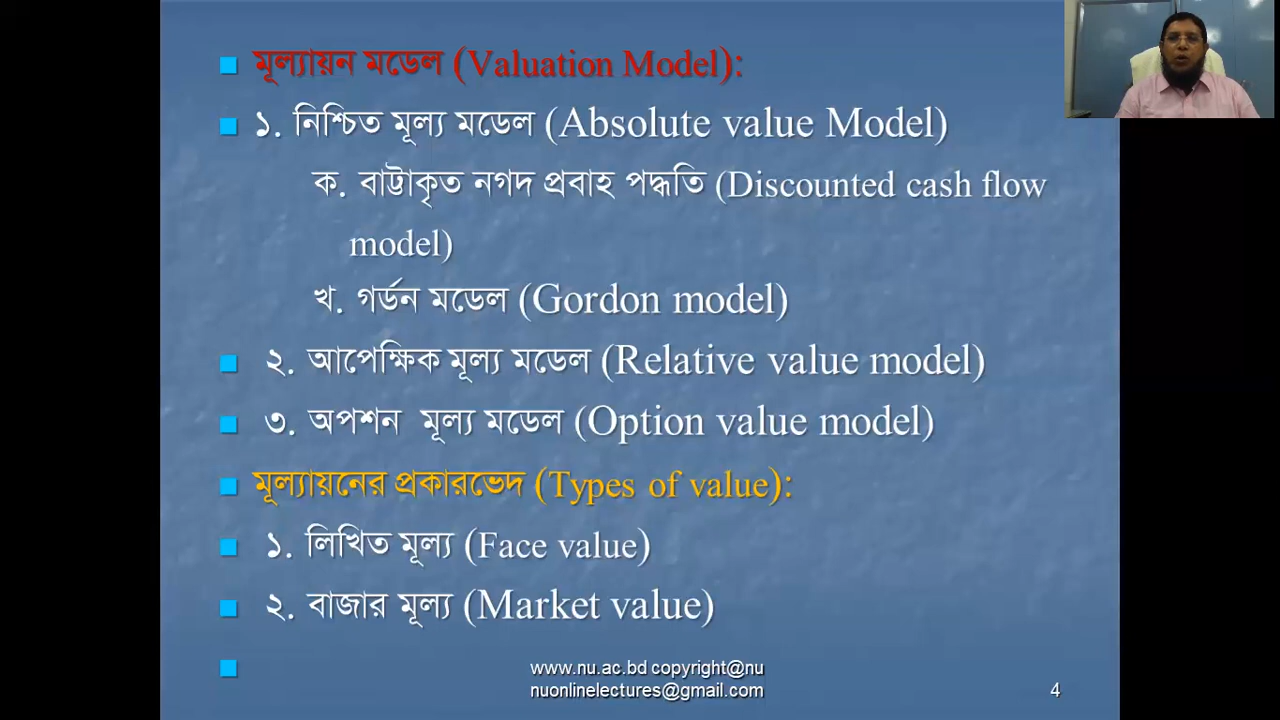 মূল্যায়ন মডেল (Valuation Model):
১. নিশ্চিত মূল্য মডেল (Absolute value Model)
ক. বাট্টাকৃত নগদ প্রবাহ পদ্ধতি (Discounted cash flow
model)
খ. গর্ডন মডেল (Gordon model)
২. আপেক্ষিক মূল্য মডেল (Relative value model)
৩. অপশন মূল্য মডেল (Option value model)
মূল্যায়নের প্রকারভেদ (Types of value):
১. লিখিত মূল্য (Face value)
২. বাজার মূল্য (Market value)
www.nu.ac.bd copyright@nu
nuonlinelectures@gmail.com
4